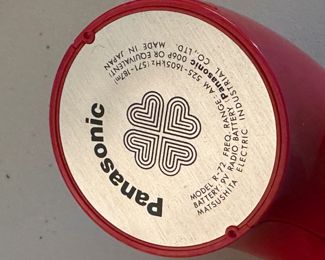 Panasonic
MODEL R-72 FREQ. RANGE AM 525-1605kHz (571-187m)
BATTERY: 9V RADIO BATTERY (Panasonic 006P OR EQUIVALENT)
MATSUSHITA ELECTRIC INDUSTRIAL CO., LTD. MADE IN JAPAN